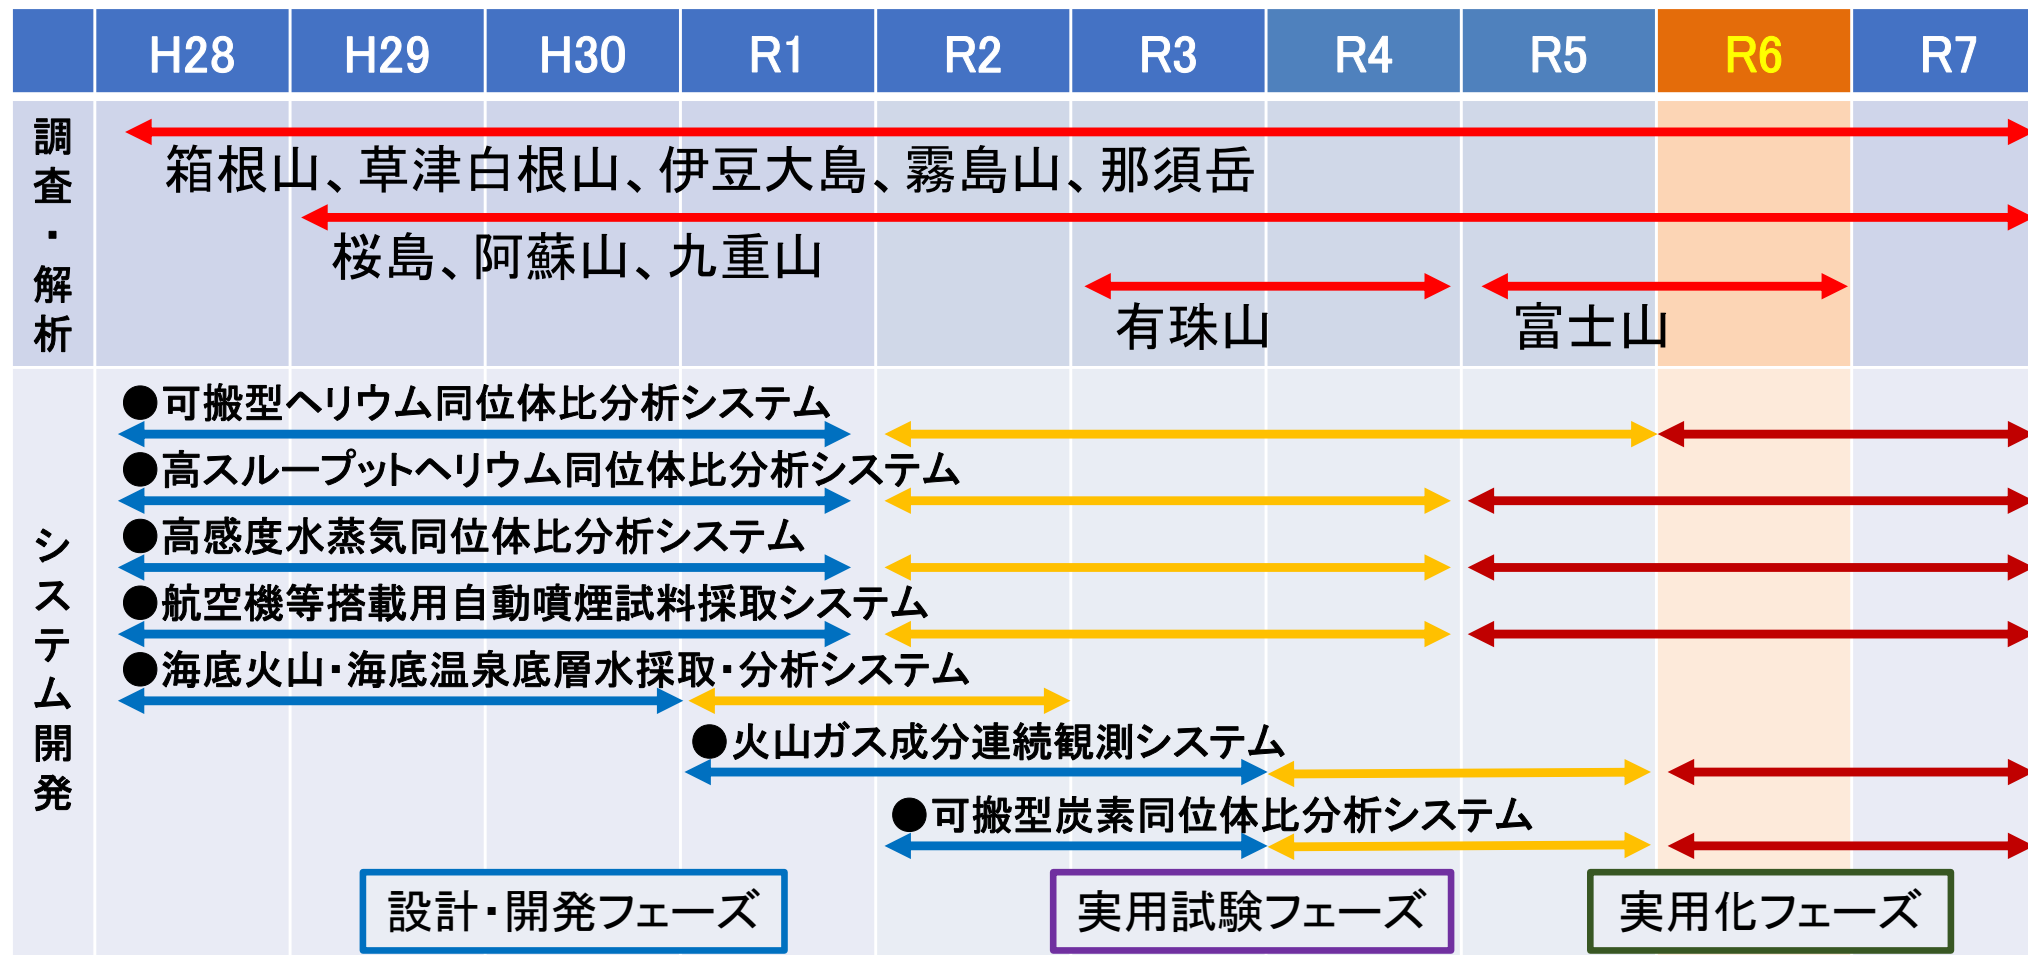 H28 H29 H30 R1 R2 R3 R4 R5 R6 R7
調査・解析
箱根山、草津白根山、伊豆大島、霧島山、那須岳
桜島、阿蘇山、九重山
有珠山
富士山
システム開発
●可搬型ヘリウム同位体比分析システム
●高スループットヘリウム同位体比分析システム
●高感度水蒸気同位体比分析システム
●航空機等搭載用自動噴煙試料採取システム
●海底火山・海底温泉底層水採取・分析システム
●火山ガス成分連続観測システム
●可搬型炭素同位体比分析システム
設計・開発フェーズ
実用試験フェーズ
実用化フェーズ